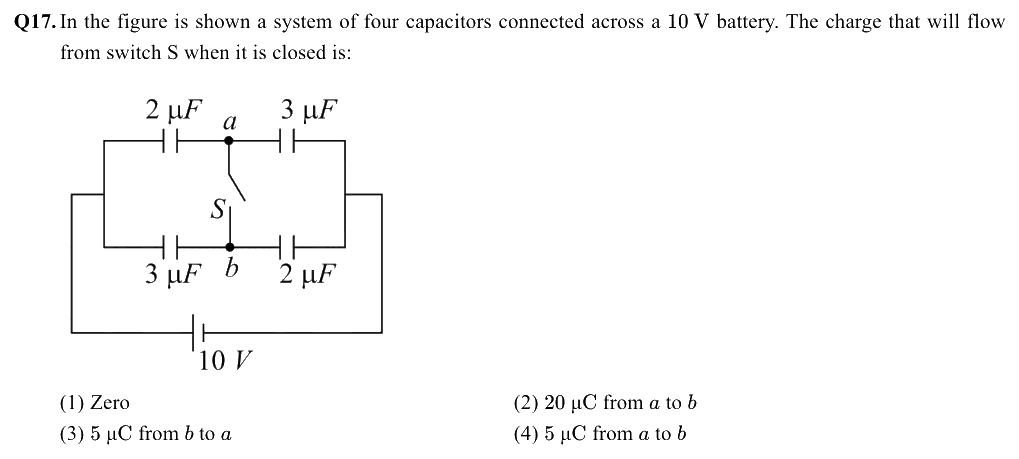 Q17. In the figure is shown a system of four capacitors connected across a 10 V battery. The charge that will flow
from switch S when it is closed is:
2 μF a 3 μF
S
3 μF b 2 μF
10 V
(1) Zero (2) 20 μC from a to b
(3) 5 μC from b to a (4) 5 μC from a to b